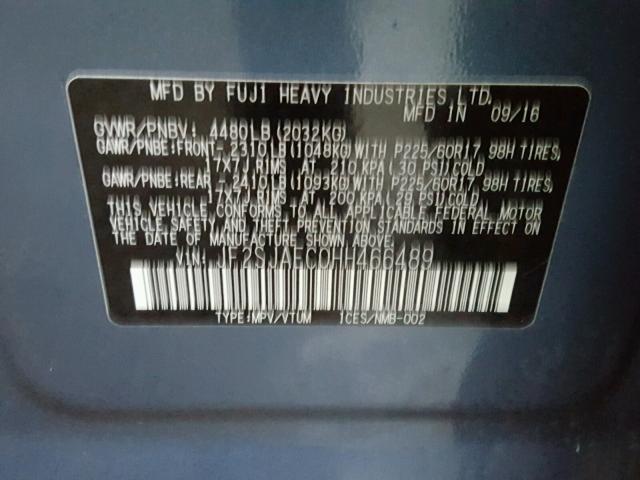 MFD BY FUJI HEAVY INDUSTRIES,LTD.
MFD IN 09/16
GVWR/PNBV: 4480LB(2032KG)
GAWR/PNBE:FRONT-2310LB(1048KG)WITH P225/60R17 98H TIRES,
17X7J RIMS AT 210 KPA(30 PSI)COLD
GAWR/PNBE:REAR -2410LB(1093KG)WITH P225/60R17 98H TIRES,
17X7J RIMS AT 200 KPA(29 PSI)COLD
THIS VEHICLE CONFORMS TO ALL APPLICABLE FEDERAL MOTOR
VEHICLE SAFETY AND THEFT PREVENTION STANDARDS IN EFFECT ON
THE DATE OF MANUFACTURE SHOWN ABOVE.
VIN: JF2SJAEC0HH466489
TYPE:MPV/VTUM 1CES/NMB-002